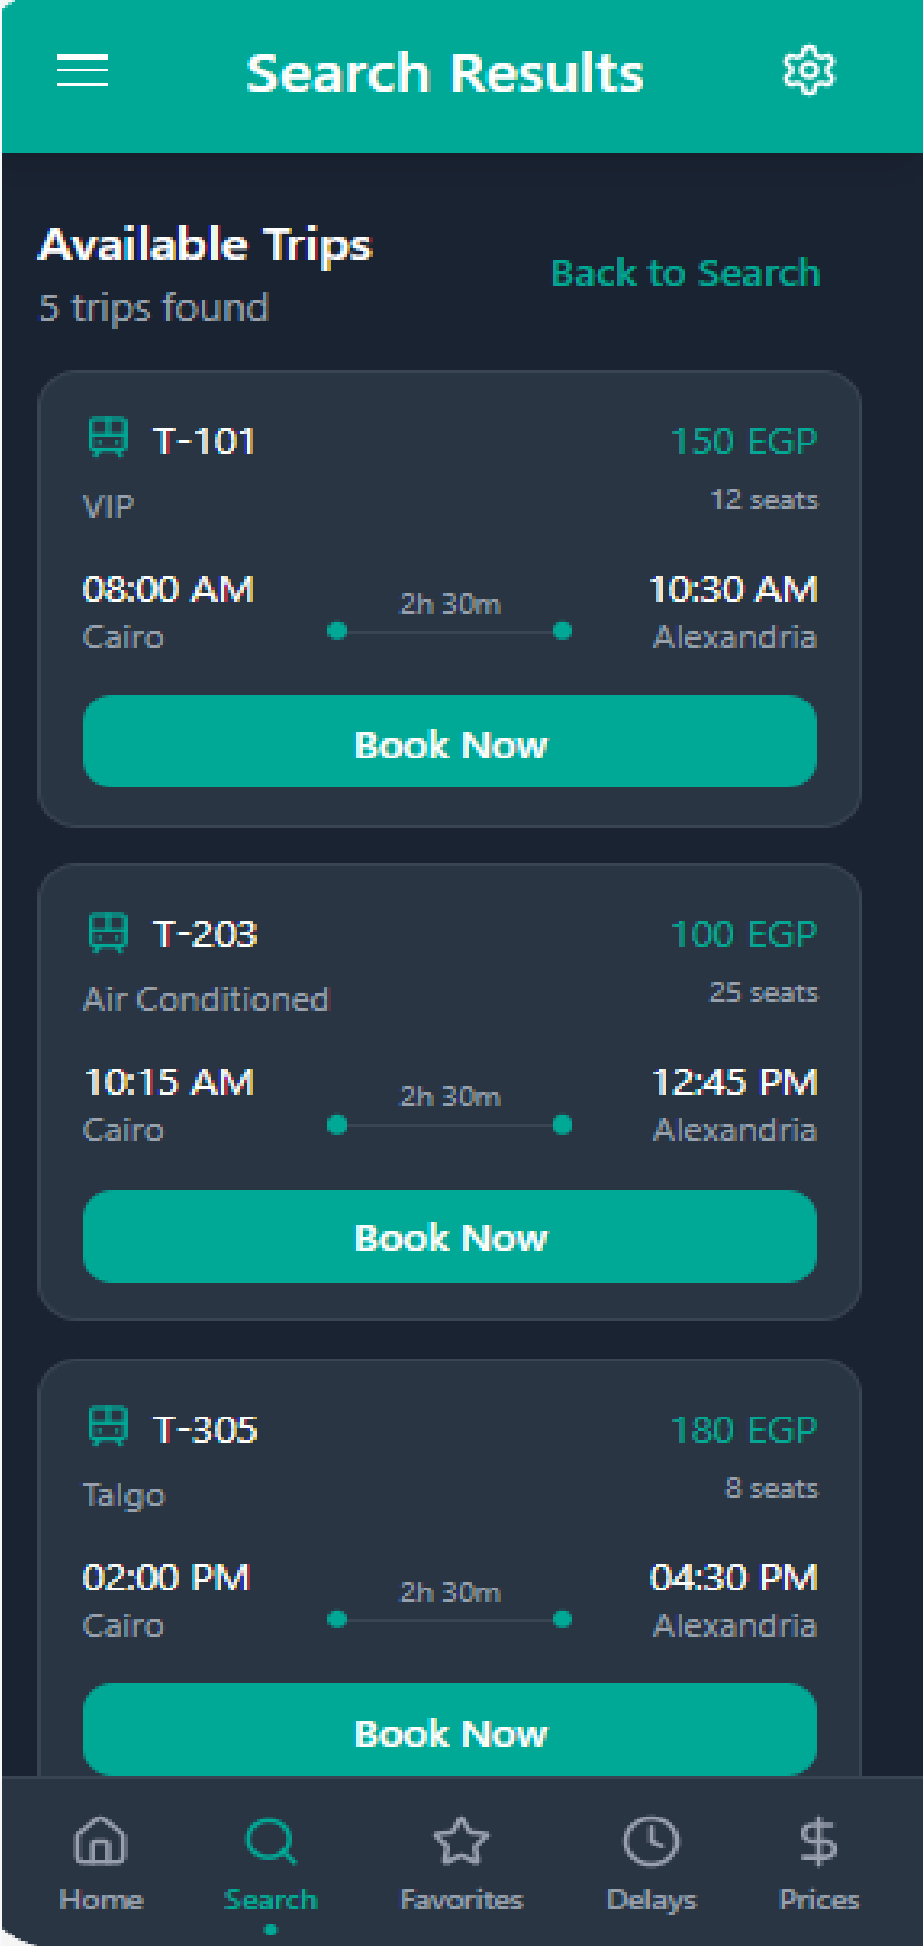 Search Results
Available Trips
Back to Search
5 trips found
T-101
150 EGP
VIP
12 seats
08:00 AM
2h 30m
10:30 AM
Cairo
Alexandria
Book Now
T-203
100 EGP
Air Conditioned
25 seats
10:15 AM
2h 30m
12:45 PM
Cairo
Alexandria
Book Now
T-305
180 EGP
Talgo
8 seats
02:00 PM
2h 30m
04:30 PM
Cairo
Alexandria
Book Now
Home
Search
Favorites
Delays
Prices